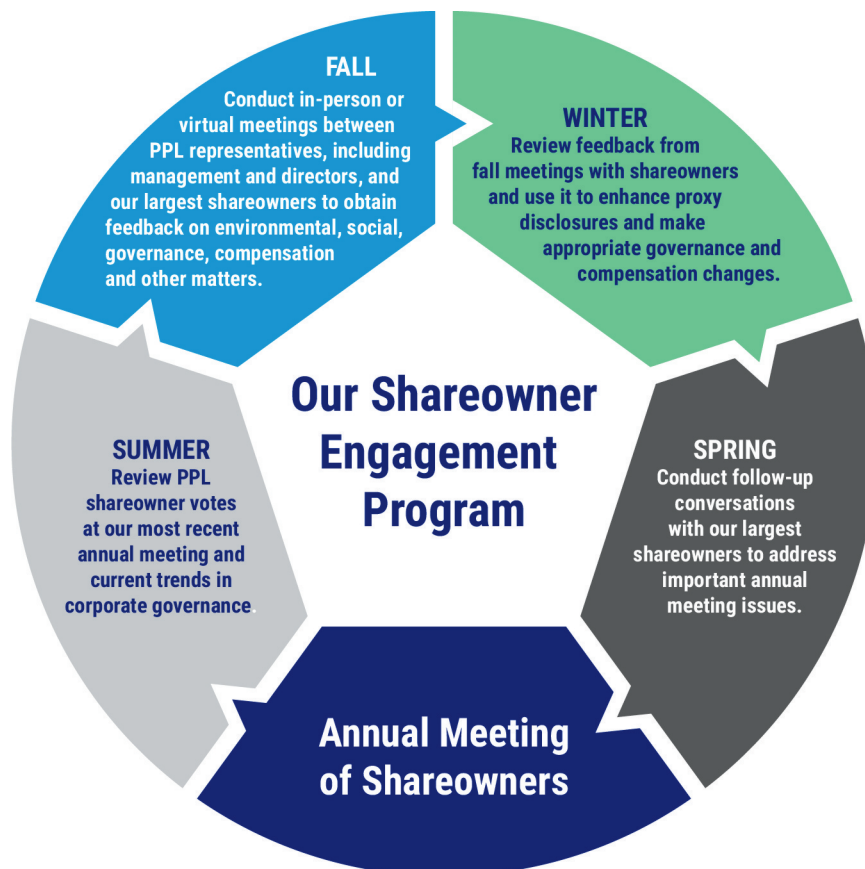 FALL
Conduct in-person or
virtual meetings between
PPL representatives, including
management and directors, and
our largest shareowners to obtain
feedback on environmental, social,
governance, compensation
and other matters.
WINTER
Review feedback from
fall meetings with shareowners
and use it to enhance proxy
disclosures and make
appropriate governance and
compensation changes.
Our Shareowner
Engagement
Program
SPRING
Conduct follow-up
conversations
with our largest
shareowners to address
important annual
meeting issues.
Annual Meeting
of Shareowners
SUMMER
Review PPL
shareowner votes
at our most recent
annual meeting and
current trends in
corporate governance.